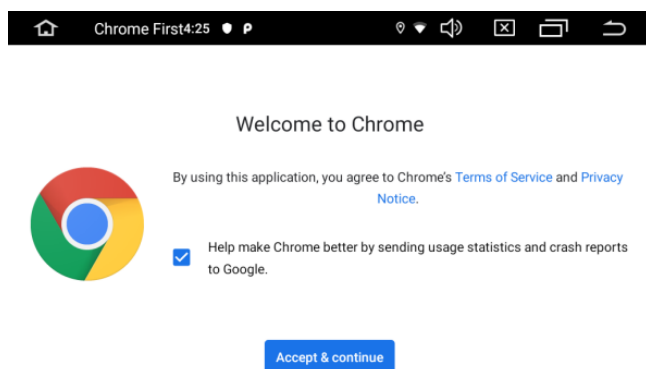 Chrome First4:25
Welcome to Chrome
By using this application, you agree to Chrome's Terms of Service and Privacy
Notice.
Help make Chrome better by sending usage statistics and crash reports
to Google.
Accept & continue